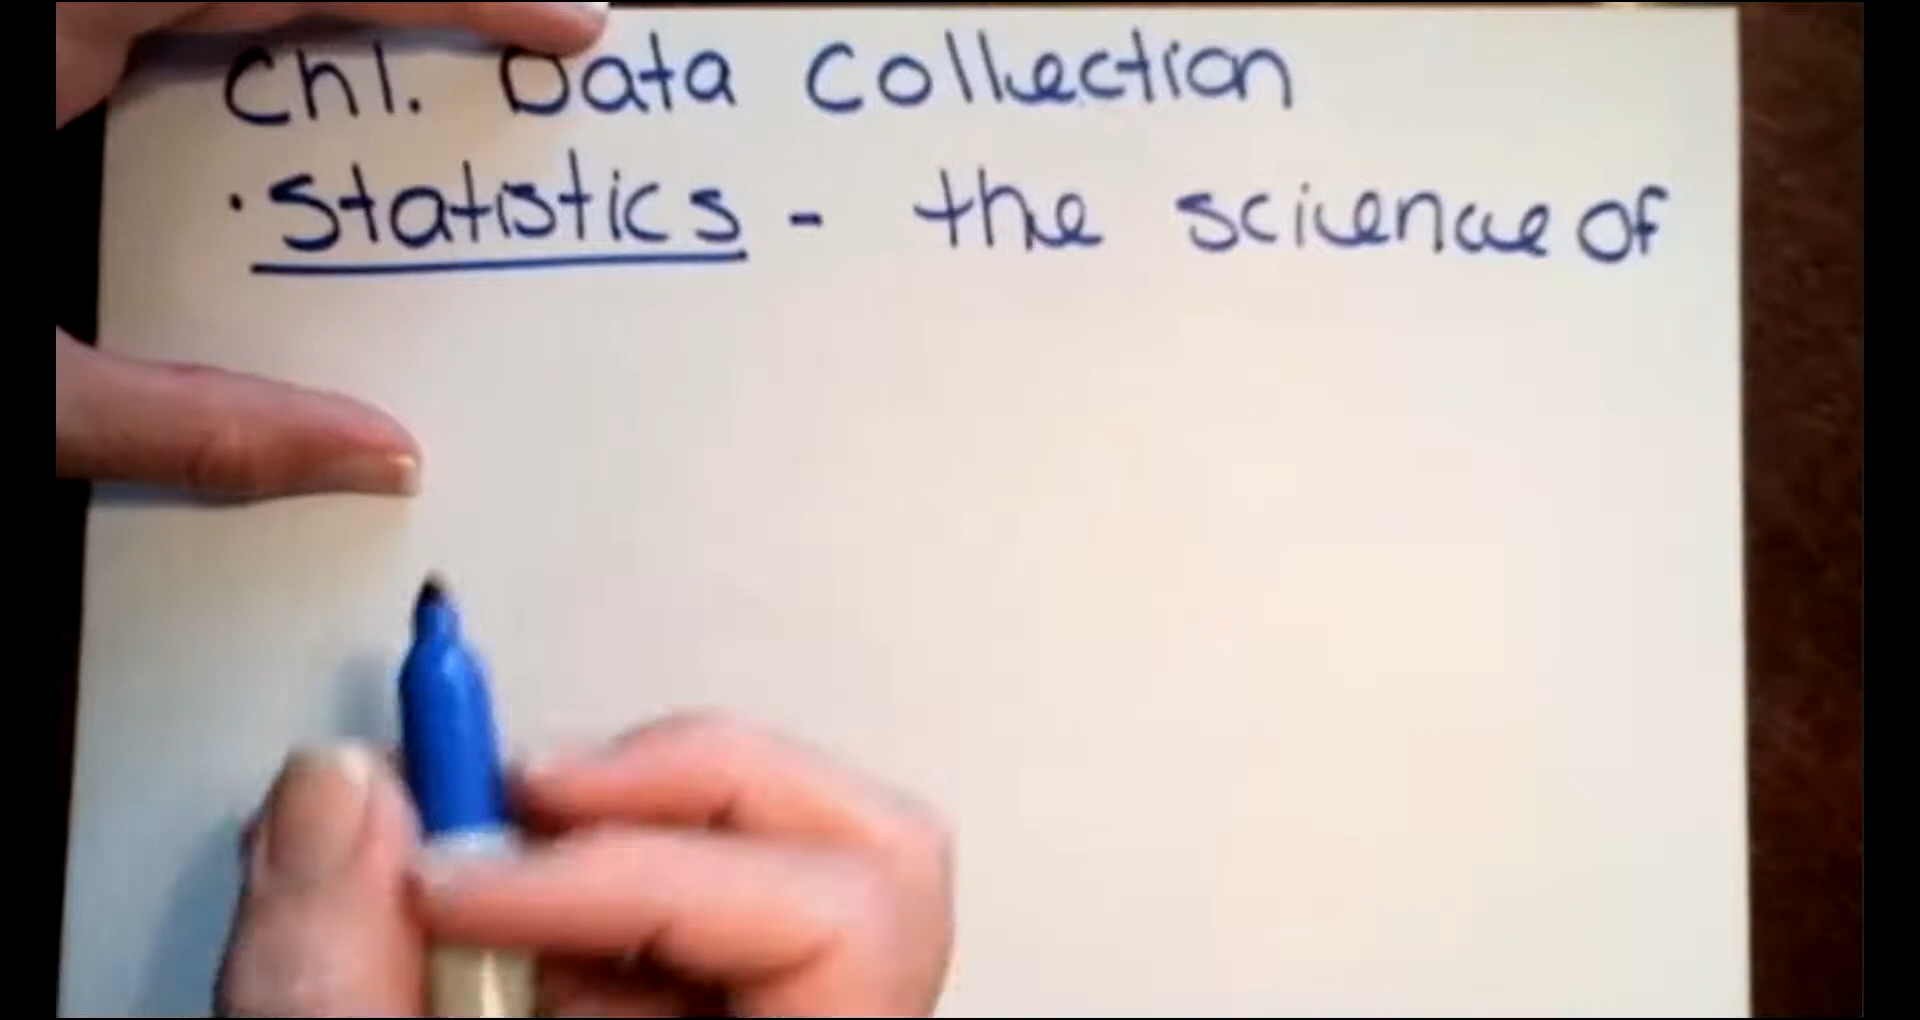 Ch1. Data Collection
• Statistics - the science of